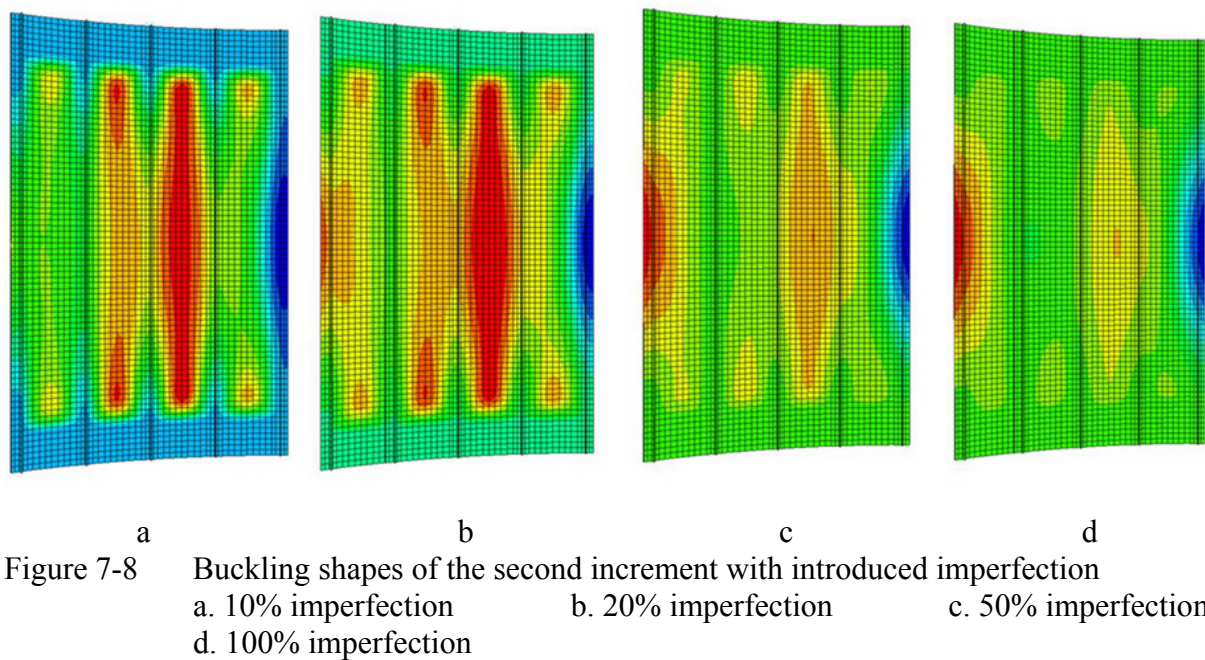 a b c d
Figure 7-8 Buckling shapes of the second increment with introduced imperfection
a. 10% imperfection b. 20% imperfection c. 50% imperfection
d. 100% imperfection